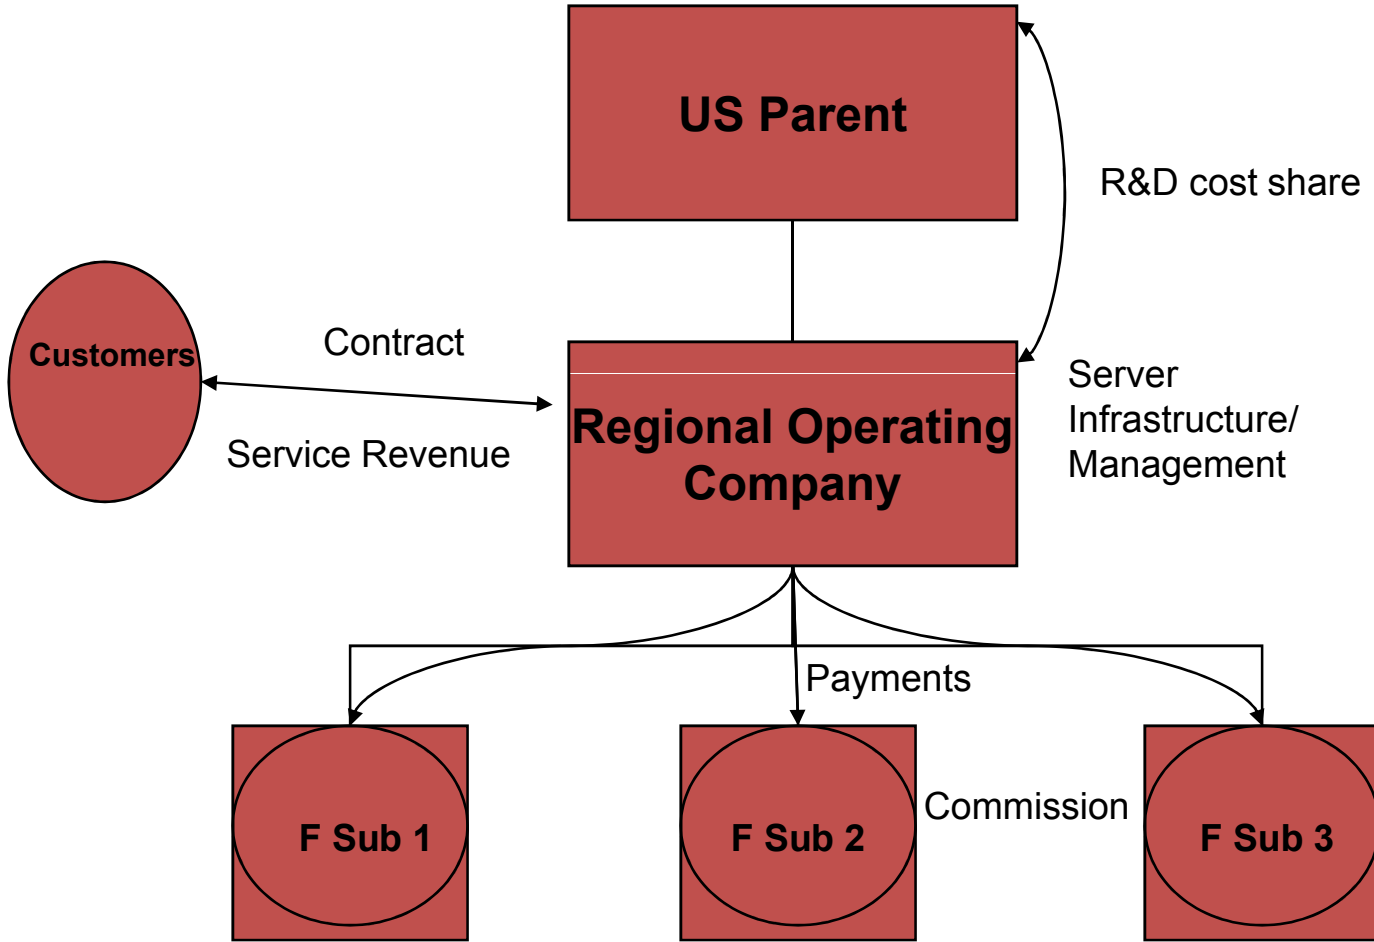 US Parent
R&D cost share
Customers
Contract
Service Revenue
Regional Operating
Company
Server
Infrastructure/
Management
Payments
Commission
F Sub 1
F Sub 2
F Sub 3